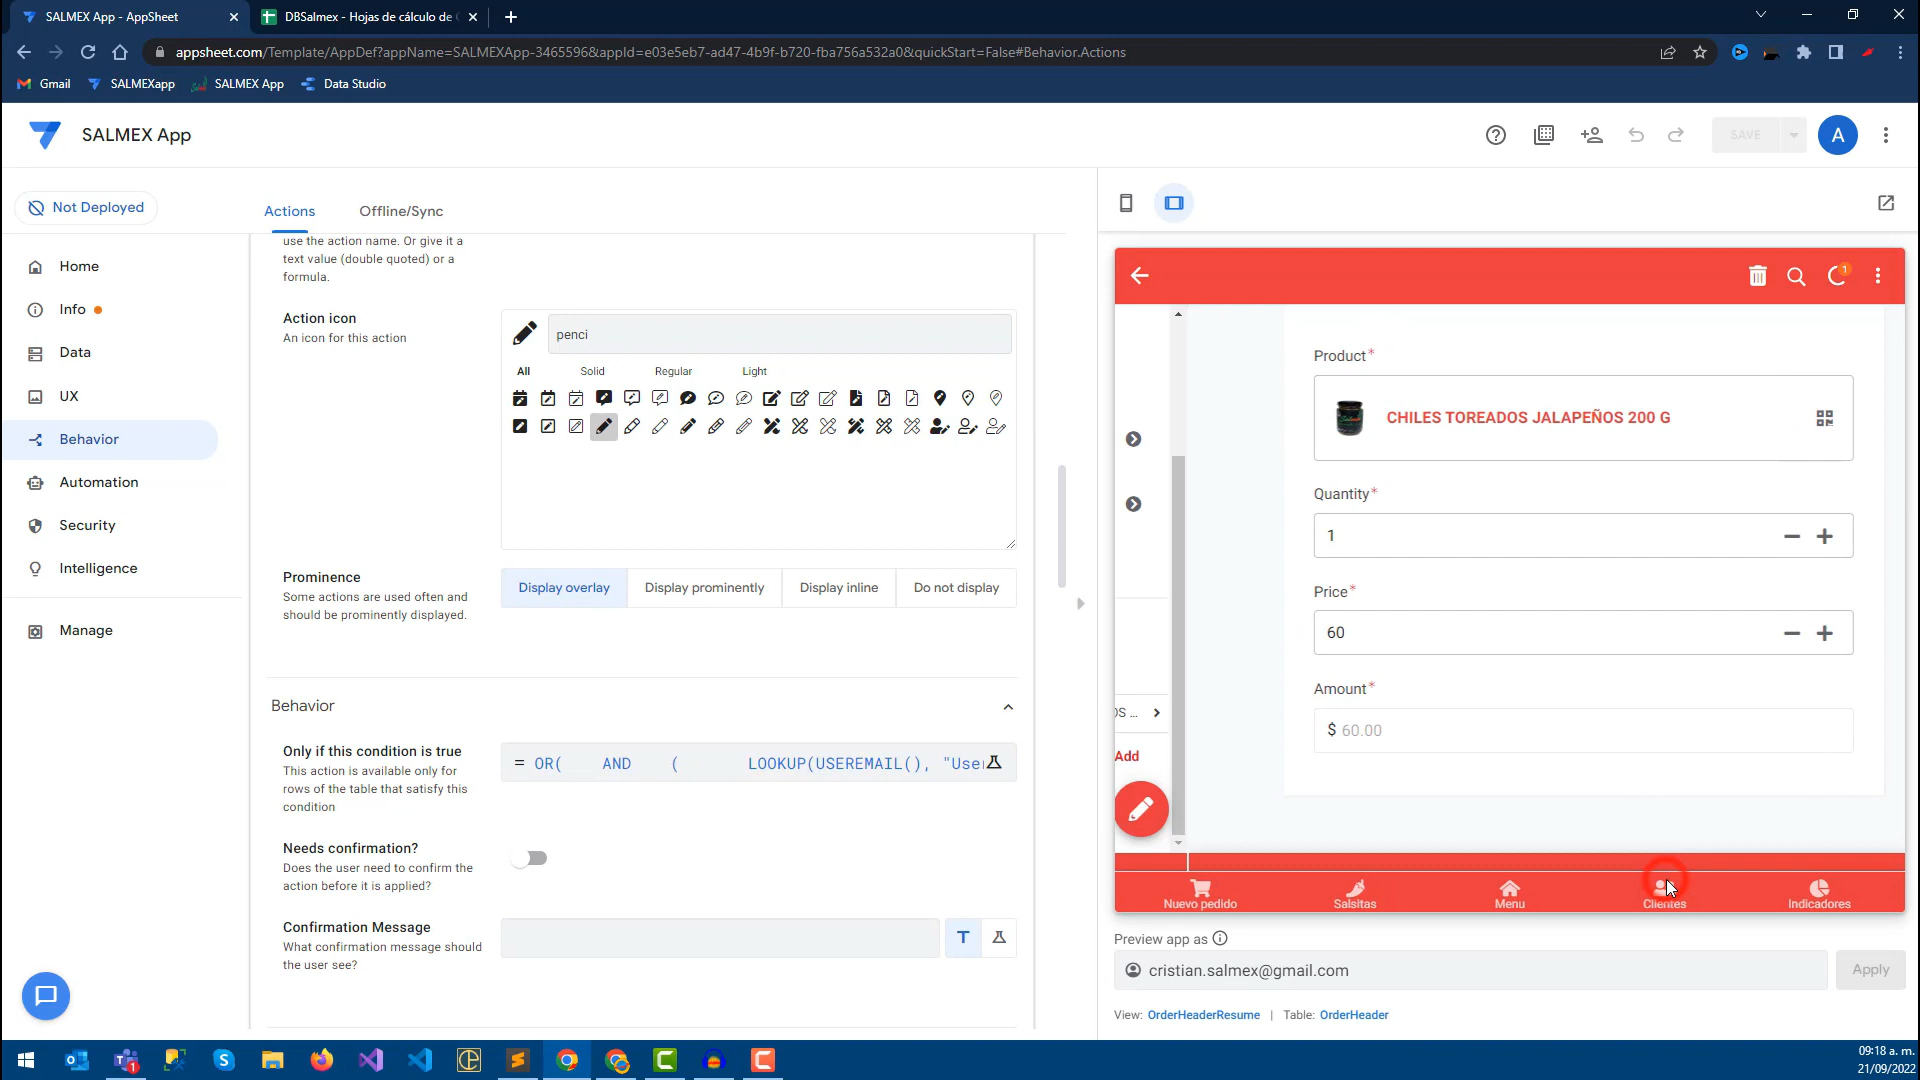 SALMEX App - AppSheet
DBSalmex - Hojas de cálculo de
appsheet.com/Template/AppDef?appName=SALMEXApp-3465596&appId=e03e5eb7-ad47-4b9f-b720-fba756a532a0&quickStart=False#Behavior.Actions
Gmail
SALMEXapp
SALMEX App
Data Studio
SALMEX App
SAVE
A
Not Deployed
Actions
Offline/Sync
Home
Info
Data
UX
Behavior
Automation
Security
Intelligence
Manage
use the action name. Or give it a
text value (double quoted) or a
formula.
Action icon
An icon for this action
penci
All Solid Regular Light
Prominence
Some actions are used often and
should be prominently displayed.
Display overlay
Display prominently
Display inline
Do not display
Behavior
Only if this condition is true
This action is available only for
rows of the table that satisfy this
condition
= OR( AND ( LOOKUP(USEREMAIL(), "User
Needs confirmation?
Does the user need to confirm the
action before it is applied?
Confirmation Message
What confirmation message should
the user see?
T
1
Product*
CHILES TOREADOS JALAPEÑOS 200 G
Quantity*
1
Price*
60
Amount*
$ 60.00
OS ...
Add
Nuevo pedido
Salsitas
Menu
Clientes
Indicadores
Preview app as
cristian.salmex@gmail.com
Apply
View: OrderHeaderResume | Table: OrderHeader
1
09:18 a. m.
21/09/2022